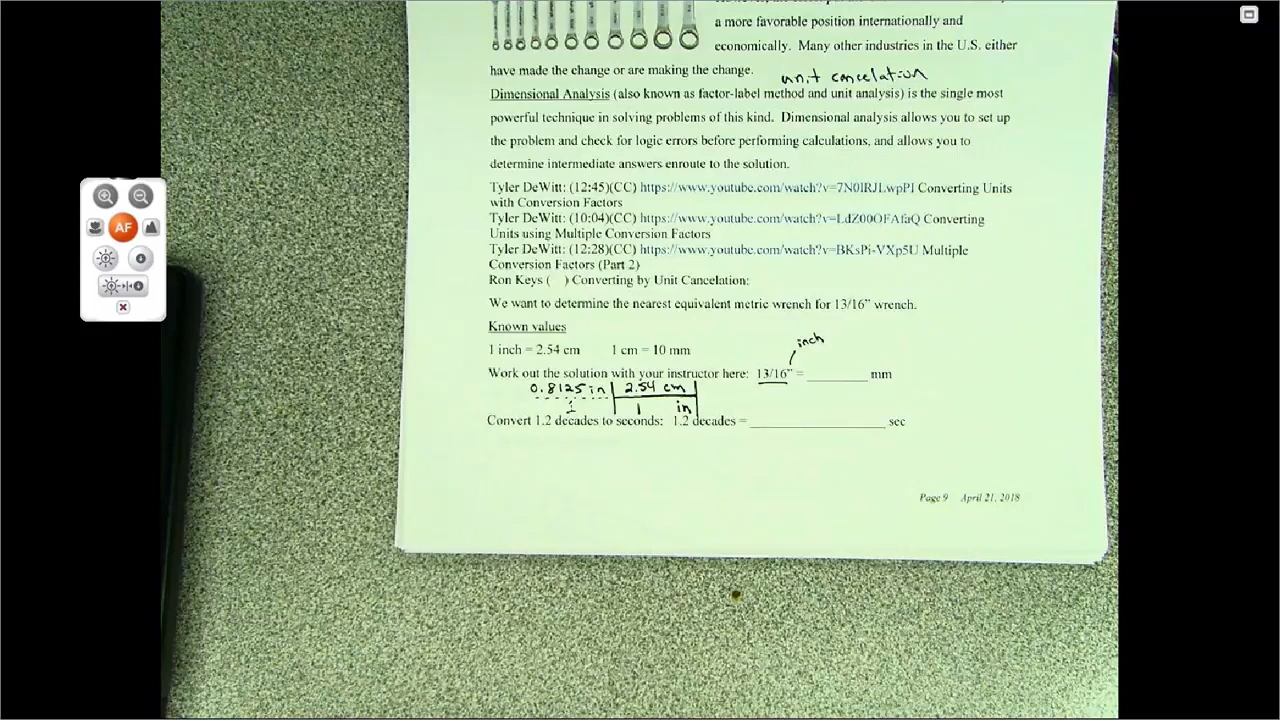 a more favorable position internationally and
economically. Many other industries in the U.S. either
have made the change or are making the change.
unit cancelation
Dimensional Analysis (also known as factor-label method and unit analysis) is the single most
powerful technique in solving problems of this kind. Dimensional analysis allows you to set up
the problem and check for logic errors before performing calculations, and allows you to
determine intermediate answers enroute to the solution.
Tyler DeWitt: (12:45)(CC) https://www.youtube.com/watch?v=7N0lRJLwpPI Converting Units
with Conversion Factors
Tyler DeWitt: (10:04)(CC) https://www.youtube.com/watch?v=LdZ00OFAfaQ Converting
Units using Multiple Conversion Factors
Tyler DeWitt: (12:28)(CC) https://www.youtube.com/watch?v=BKsPi-VXp5U Multiple
Conversion Factors (Part 2)
Ron Keys ( ) Converting by Unit Cancelation:
We want to determine the nearest equivalent metric wrench for 13/16” wrench.
Known values
inch
1 inch = 2.54 cm 1 cm = 10 mm
Work out the solution with your instructor here: 13/16” = ________ mm
0.8125 in 2.54 cm
1 1 in
Convert 1.2 decades to seconds: 1.2 decades = __________________ sec
Page 9 April 21, 2018
AF